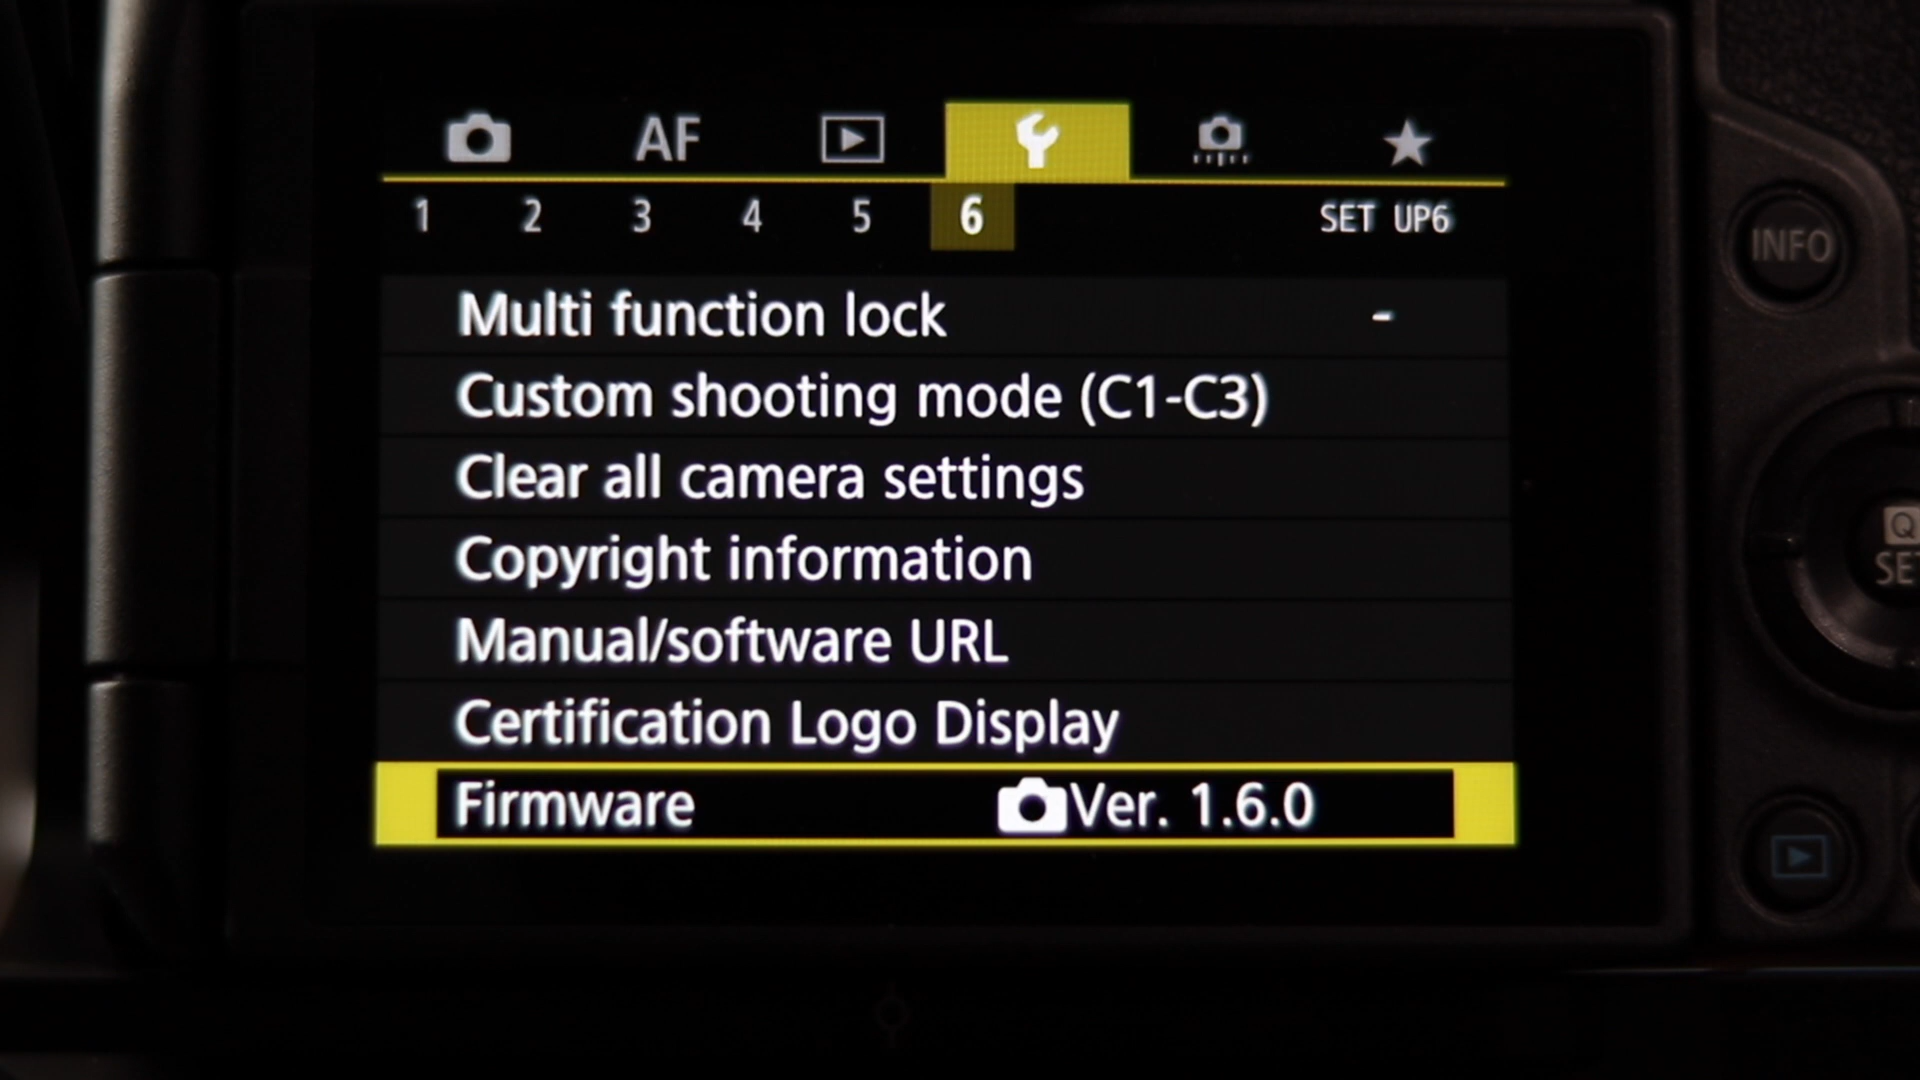 AF
1 2 3 4 5 6 SET UP6
INFO
Multi function lock -
Custom shooting mode (C1-C3)
Clear all camera settings
Copyright information
Q
Manual/software URL
Certification Logo Display
Firmware Ver. 1.6.0